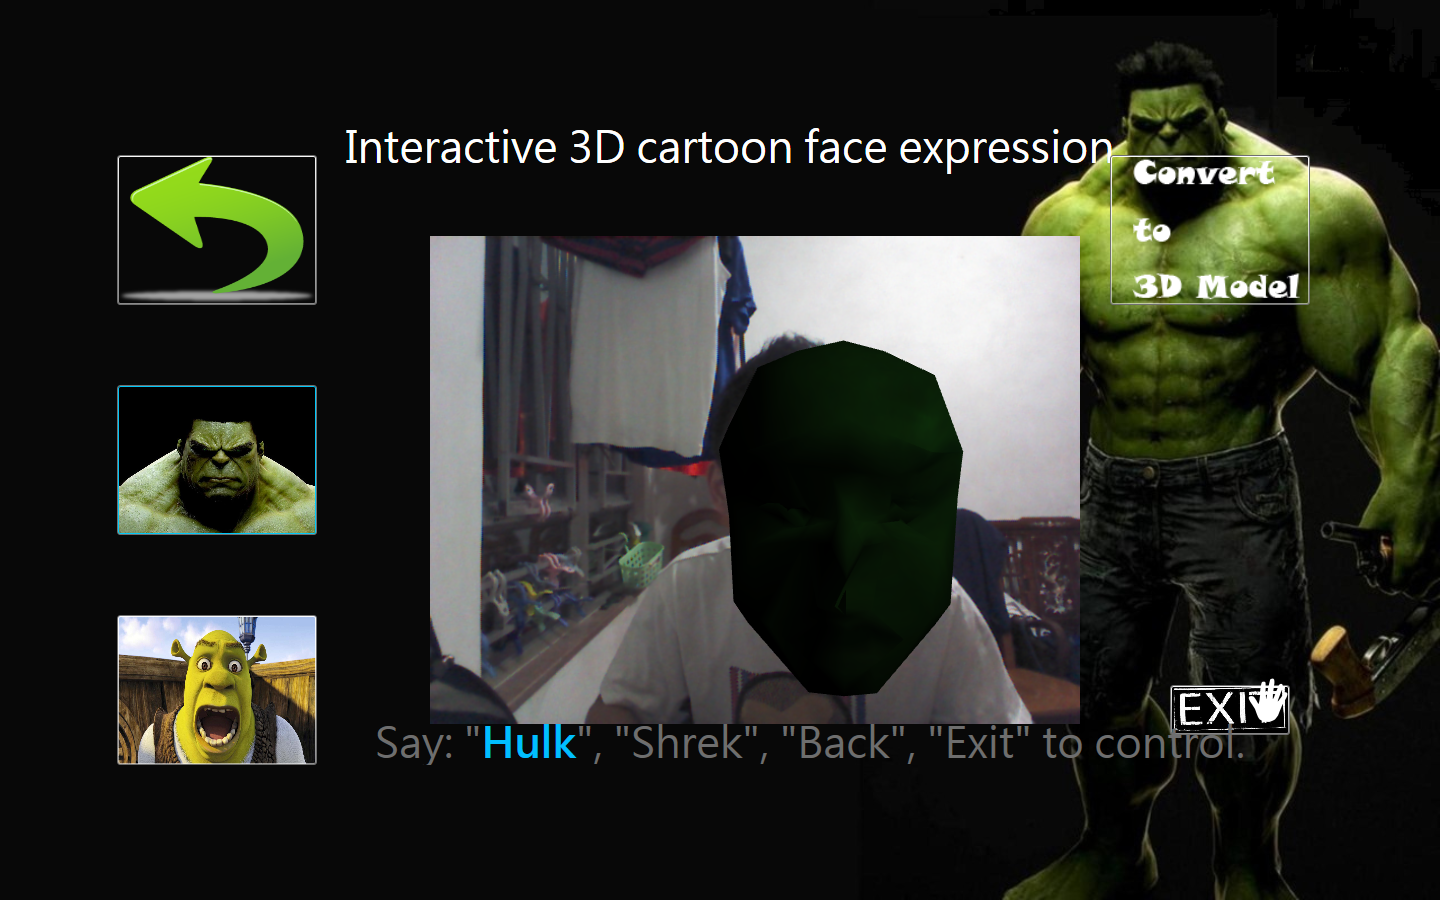 Interactive 3D cartoon face expression
Convert
to
3D Model
EXIT
Say: "Hulk", "Shrek", "Back", "Exit" to control.